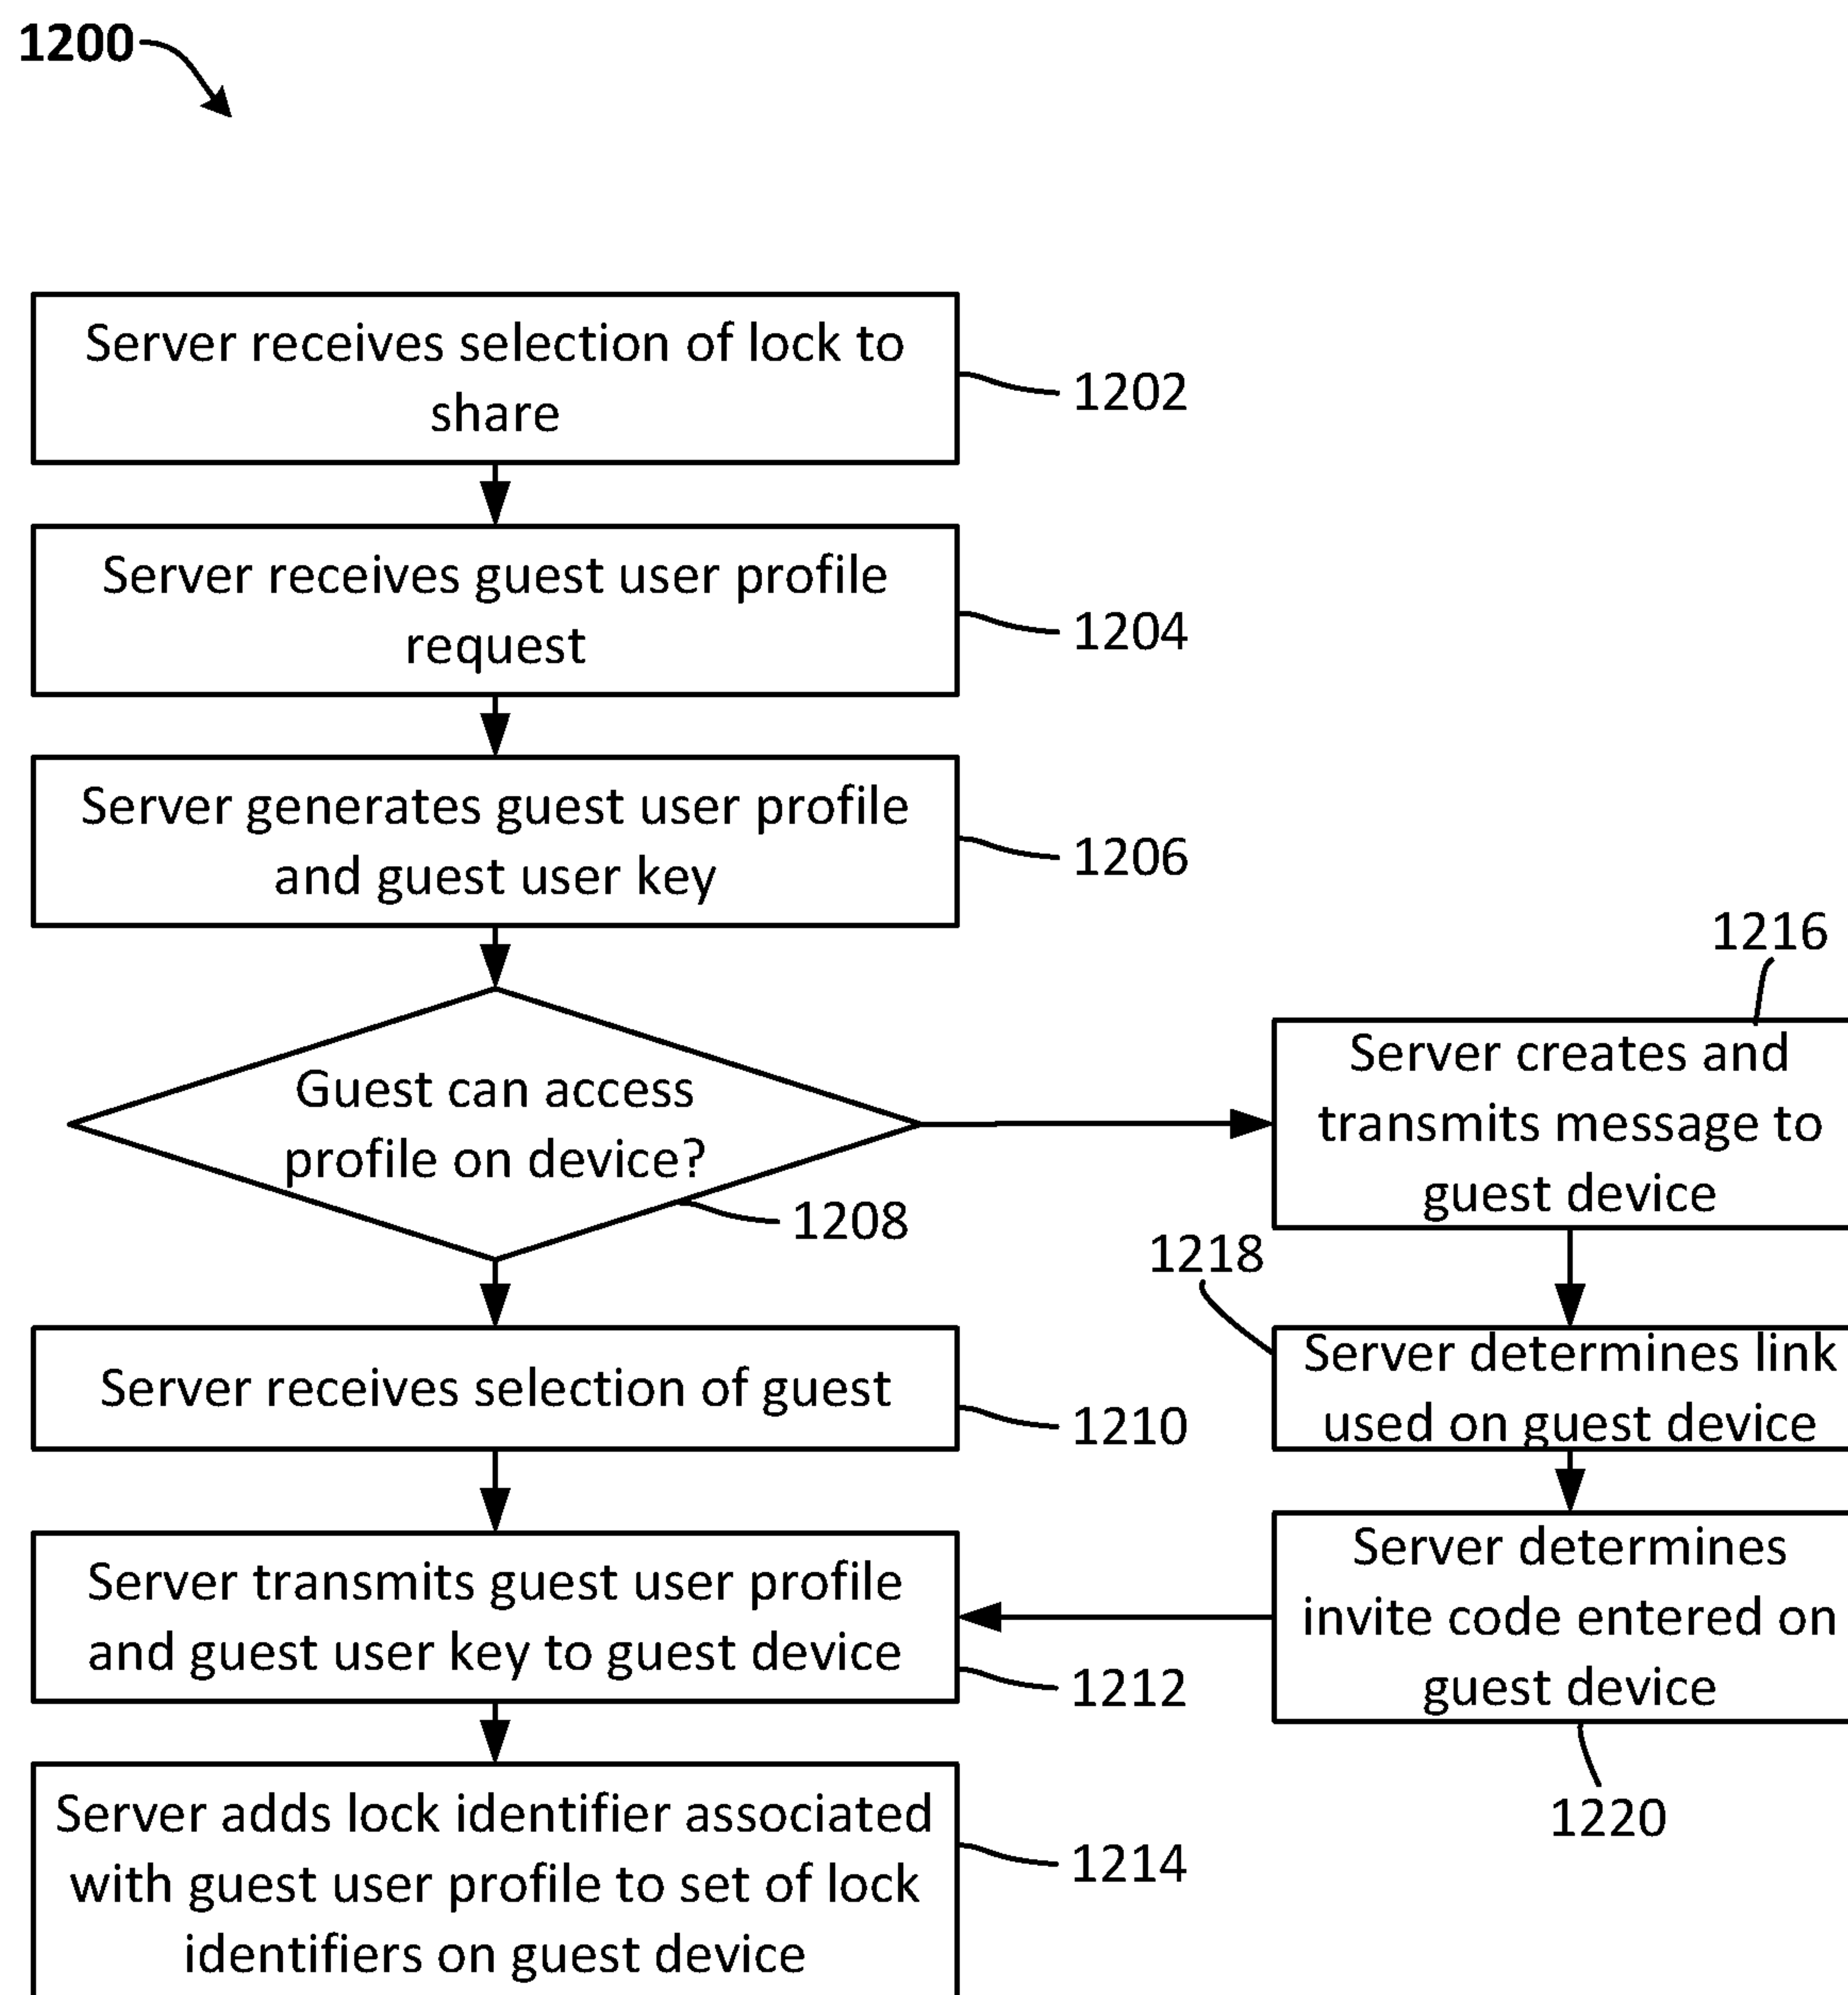 1200
Server receives selection of lock to
share
1202
Server receives guest user profile
request
1204
Server generates guest user profile
and guest user key
1206
Guest can access
profile on device?
1208
Server receives selection of guest
1210
Server transmits guest user profile
and guest user key to guest device
1212
Server adds lock identifier associated
with guest user profile to set of lock
identifiers on guest device
1214
1216
Server creates and
transmits message to
guest device
1218
Server determines link
used on guest device
Server determines
invite code entered on
guest device
1220